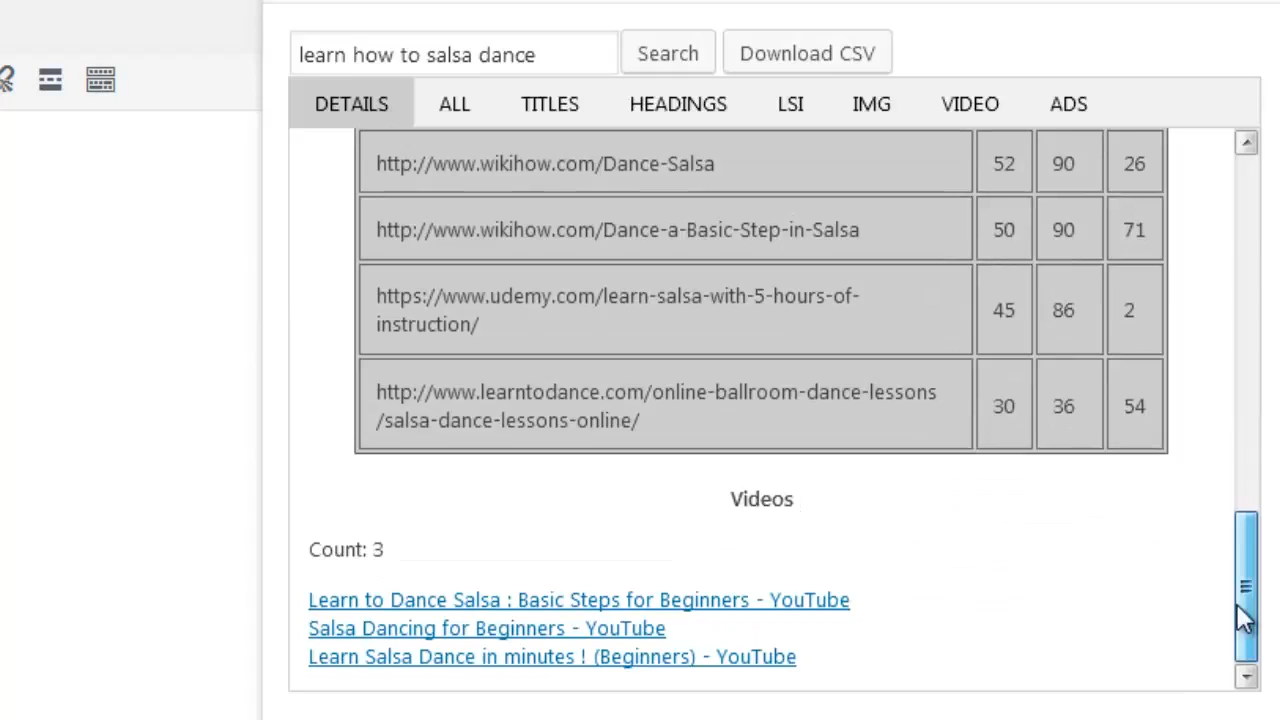 learn how to salsa dance Search Download CSV
DETAILS ALL TITLES HEADINGS LSI IMG VIDEO ADS
http://www.wikihow.com/Dance-Salsa 52 90 26
http://www.wikihow.com/Dance-a-Basic-Step-in-Salsa 50 90 71
https://www.udemy.com/learn-salsa-with-5-hours-of-
instruction/ 45 86 2
http://www.learntodance.com/online-ballroom-dance-lessons
/salsa-dance-lessons-online/ 30 36 54
Videos
Count: 3
Learn to Dance Salsa : Basic Steps for Beginners - YouTube
Salsa Dancing for Beginners - YouTube
Learn Salsa Dance in minutes ! (Beginners) - YouTube